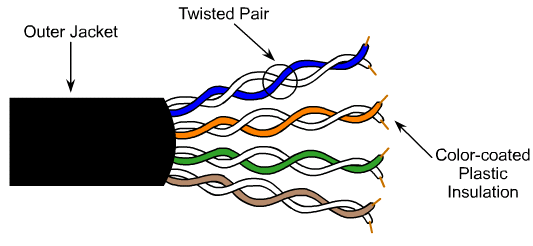 Twisted Pair
Outer Jacket
Color-coated
Plastic
Insulation